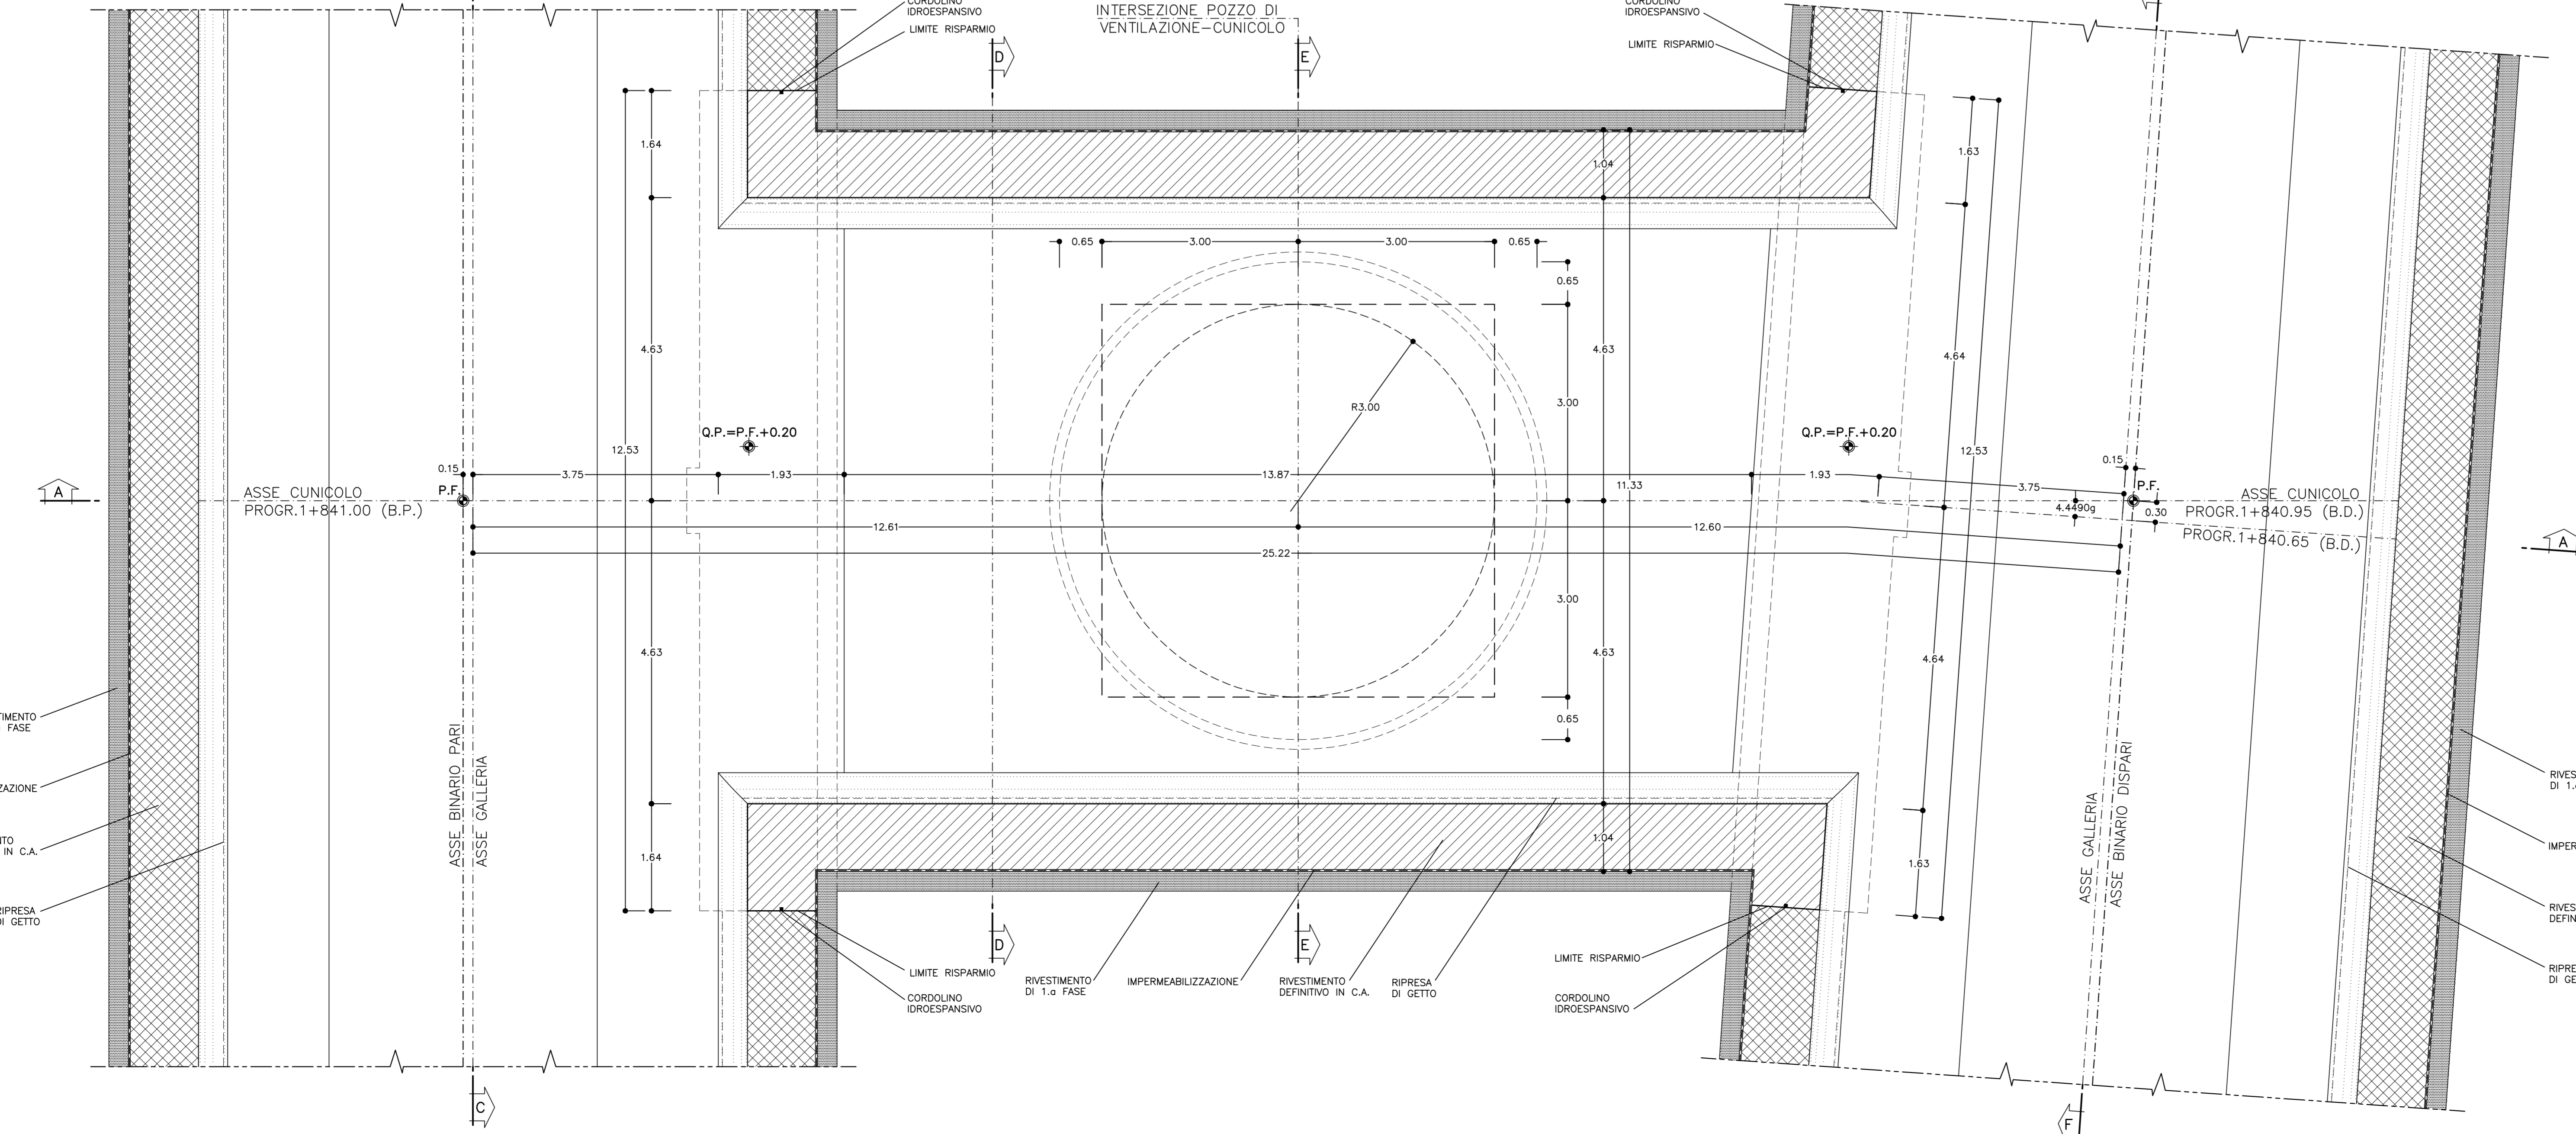 CORDOLINO
IDROESPANSIVO
LIMITE RISPARMIO
INTERSEZIONE POZZO DI
VENTILAZIONE-CUNICOLO
CORDOLINO
IDROESPANSIVO
LIMITE RISPARMIO
D
E
1.64
1.04
1.63
0.65
3.00
3.00
0.65
0.65
4.63
4.63
4.64
3.00
R3.00
Q.P.=P.F.+0.20
Q.P.=P.F.+0.20
12.53
12.53
0.15
3.75
1.93
13.87
1.93
11.33
3.75
0.15
A
P.F.
P.F.
ASSE CUNICOLO
PROGR.1+841.00 (B.P.)
ASSE CUNICOLO
PROGR.1+840.95 (B.D.)
4.4490g
0.30
PROGR.1+840.65 (B.D.)
A
12.61
12.60
25.22
3.00
4.63
4.63
4.64
0.65
FASE
ASSE BINARIO PARI
ASSE GALLERIA
ASSE GALLERIA
ASSE BINARIO DISPARI
IN C.A.
DI GETTO
1.64
1.04
1.63
D
E
LIMITE RISPARMIO
CORDOLINO
IDROESPANSIVO
RIVESTIMENTO
DI 1.a FASE
IMPERMEABILIZZAZIONE
RIVESTIMENTO
DEFINITIVO IN C.A.
RIPRESA
DI GETTO
LIMITE RISPARMIO
CORDOLINO
IDROESPANSIVO
C
F